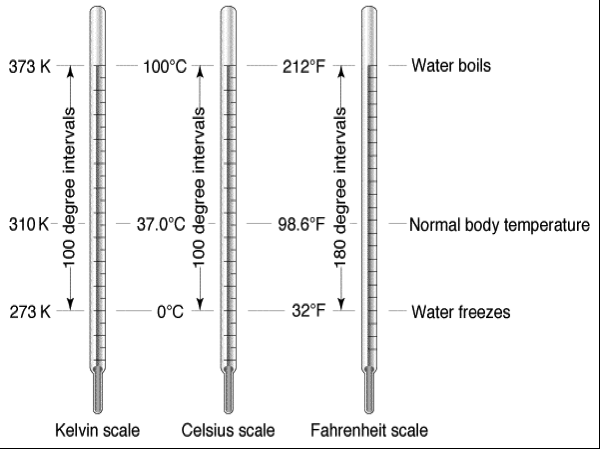 373 K 100°C 212°F Water boils
100 degree intervals
100 degree intervals
180 degree intervals
310 K 37.0°C 98.6°F Normal body temperature
273 K 0°C 32°F Water freezes
Kelvin scale Celsius scale Fahrenheit scale